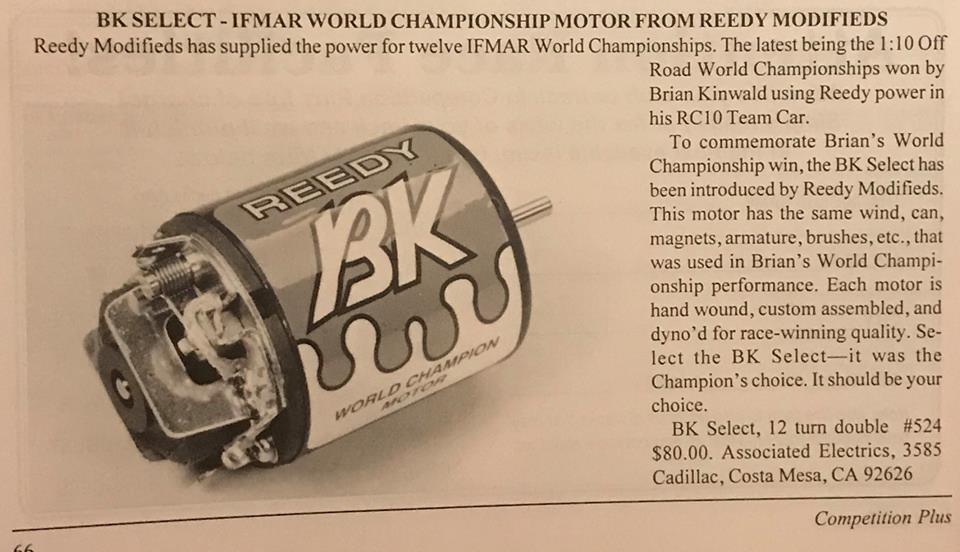 BK SELECT - IFMAR WORLD CHAMPIONSHIP MOTOR FROM REEDY MODIFIEDS
Reedy Modifieds has supplied the power for twelve IFMAR World Championships. The latest being the 1:10 Off
Road World Championships won by
Brian Kinwald using Reedy power in
his RC10 Team Car.
To commemorate Brian's World
Championship win, the BK Select has
been introduced by Reedy Modifieds.
This motor has the same wind, can,
magnets, armature, brushes, etc., that
was used in Brian's World Champi-
onship performance. Each motor is
hand wound, custom assembled, and
dyno'd for race-winning quality. Se-
lect the BK Select—it was the
Champion's choice. It should be your
choice.
BK Select, 12 turn double #524
$80.00. Associated Electrics, 3585
Cadillac, Costa Mesa, CA 92626
REEDY
BK
WORLD CHAMPION
MOTOR
Competition Plus
66